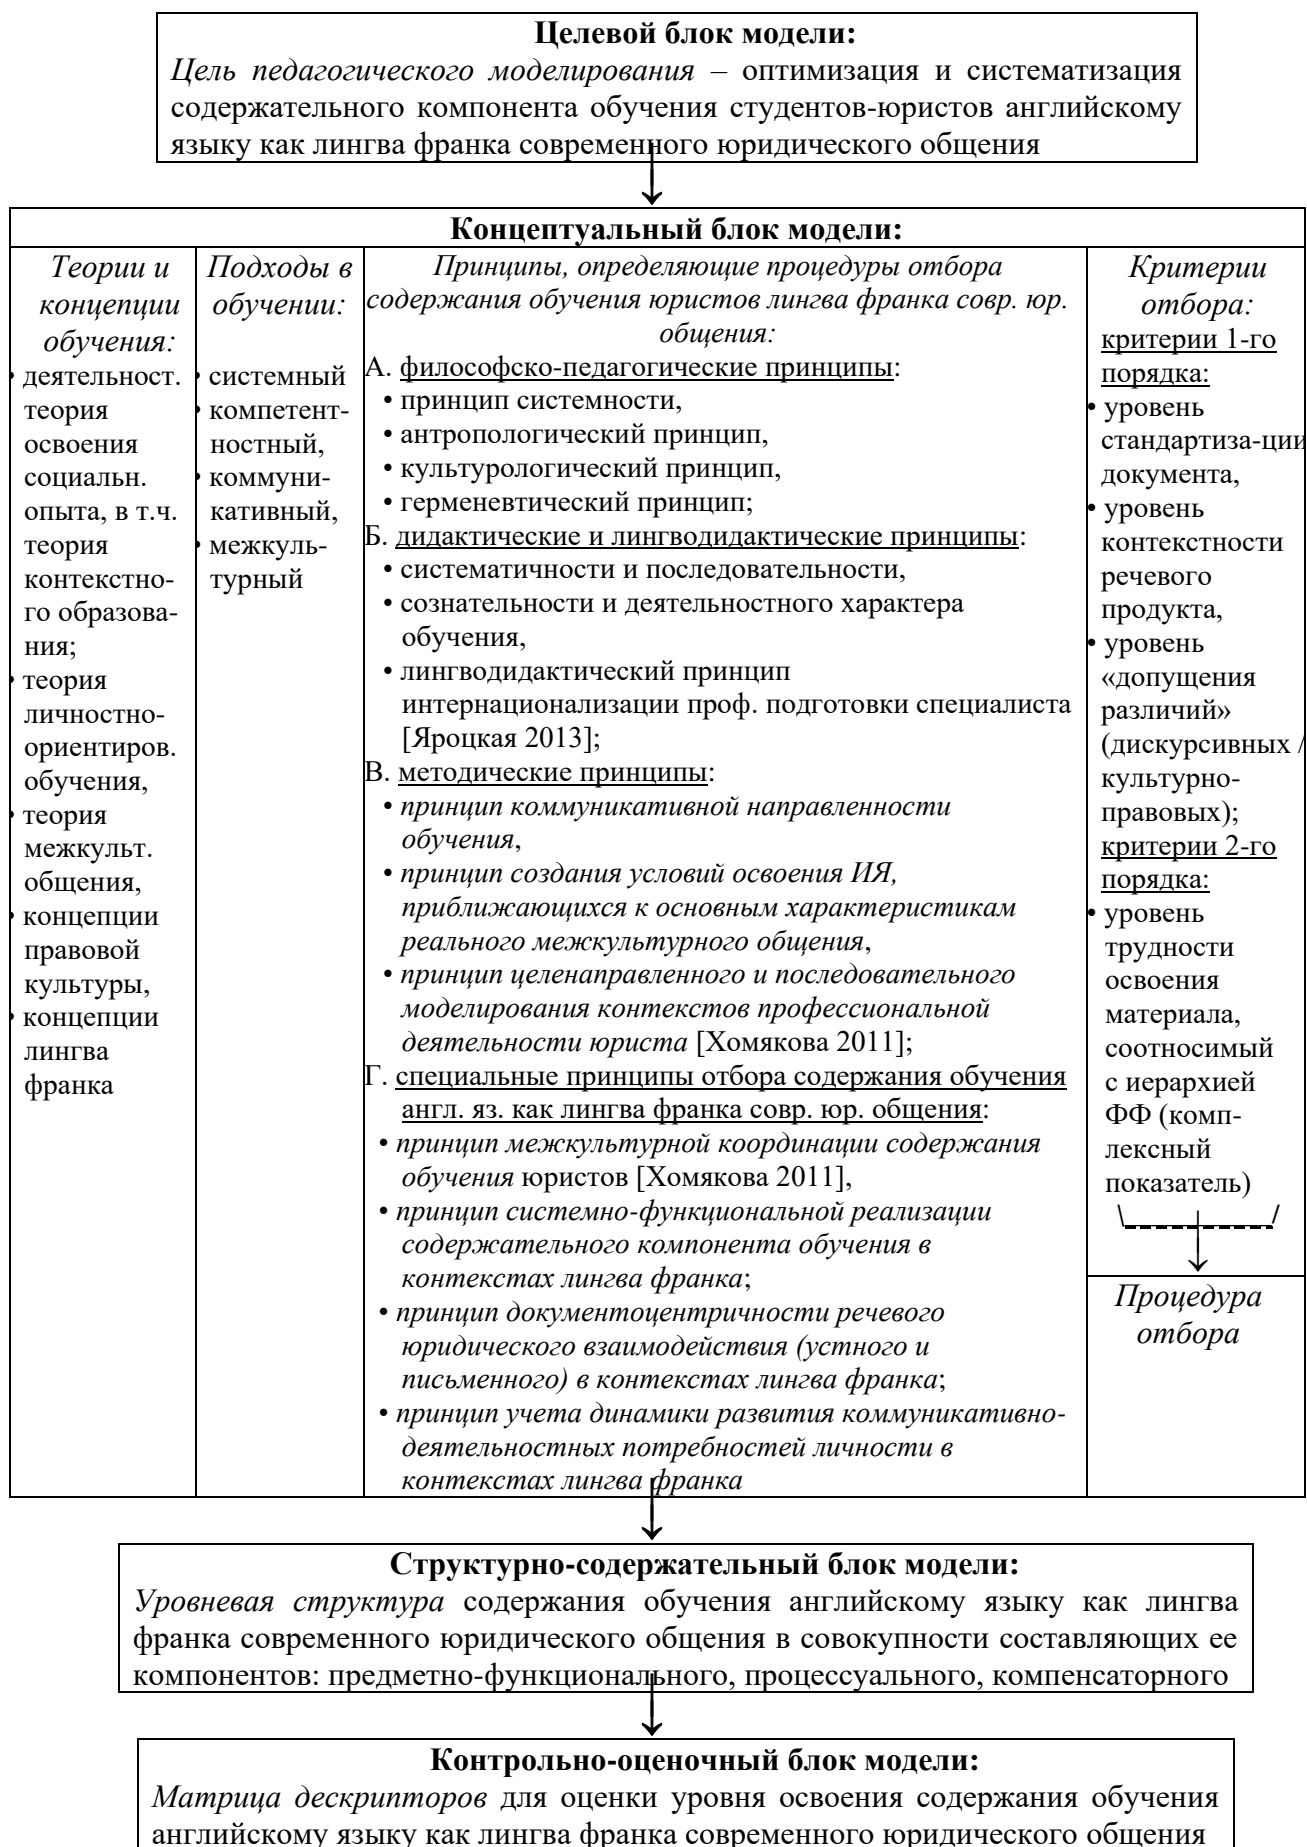 Целевой блок модели:
Цель педагогического моделирования – оптимизация и систематизация
содержательного компонента обучения студентов-юристов английскому
языку как лингва франка современного юридического общения
Концептуальный блок модели:
Теории и
концепции
обучения:
• деятельност.
теория
освоения
социальн.
опыта, в т.ч.
теория
контекстно-
го образова-
ния;
• теория
личностно-
ориентиров.
обучения,
• теория
межкульт.
общения,
• концепции
правовой
культуры,
• концепции
лингва
франка
Подходы в
обучении:
• системный
• компетент-
ностный,
• коммуни-
кативный,
• межкуль-
турный
Принципы, определяющие процедуры отбора
содержания обучения юристов лингва франка совр. юр.
общения:
А. философско-педагогические принципы:
• принцип системности,
• антропологический принцип,
• культурологический принцип,
• герменевтический принцип;
Б. дидактические и лингводидактические принципы:
• систематичности и последовательности,
• сознательности и деятельностного характера
обучения,
• лингводидактический принцип
интернационализации проф. подготовки специалиста
[Яроцкая 2013];
В. методические принципы:
• принцип коммуникативной направленности
обучения,
• принцип создания условий освоения ИЯ,
приближающихся к основным характеристикам
реального межкультурного общения,
• принцип целенаправленного и последовательного
моделирования контекстов профессиональной
деятельности юриста [Хомякова 2011];
Г. специальные принципы отбора содержания обучения
англ. яз. как лингва франка совр. юр. общения:
• принцип межкультурной координации содержания
обучения юристов [Хомякова 2011],
• принцип системно-функциональной реализации
содержательного компонента обучения в
контекстах лингва франка;
• принцип документоцентричности речевого
юридического взаимодействия (устного и
письменного) в контекстах лингва франка;
• принцип учета динамики развития коммуникативно-
деятельностных потребностей личности в
контекстах лингва франка
Критерии
отбора:
критерии 1-го
порядка:
• уровень
стандартиза-ции
документа,
• уровень
контекстности
речевого
продукта,
• уровень
«допущения
различий»
(дискурсивных /
культурно-
правовых);
критерии 2-го
порядка:
• уровень
трудности
освоения
материала,
соотносимый
с иерархией
ФФ (комп-
лексный
показатель)
Процедура
отбора
Структурно-содержательный блок модели:
Уровневая структура содержания обучения английскому языку как лингва
франка современного юридического общения в совокупности составляющих ее
компонентов: предметно-функционального, процессуального, компенсаторного
Контрольно-оценочный блок модели:
Матрица дескрипторов для оценки уровня освоения содержания обучения
английскому языку как лингва франка современного юридического общения